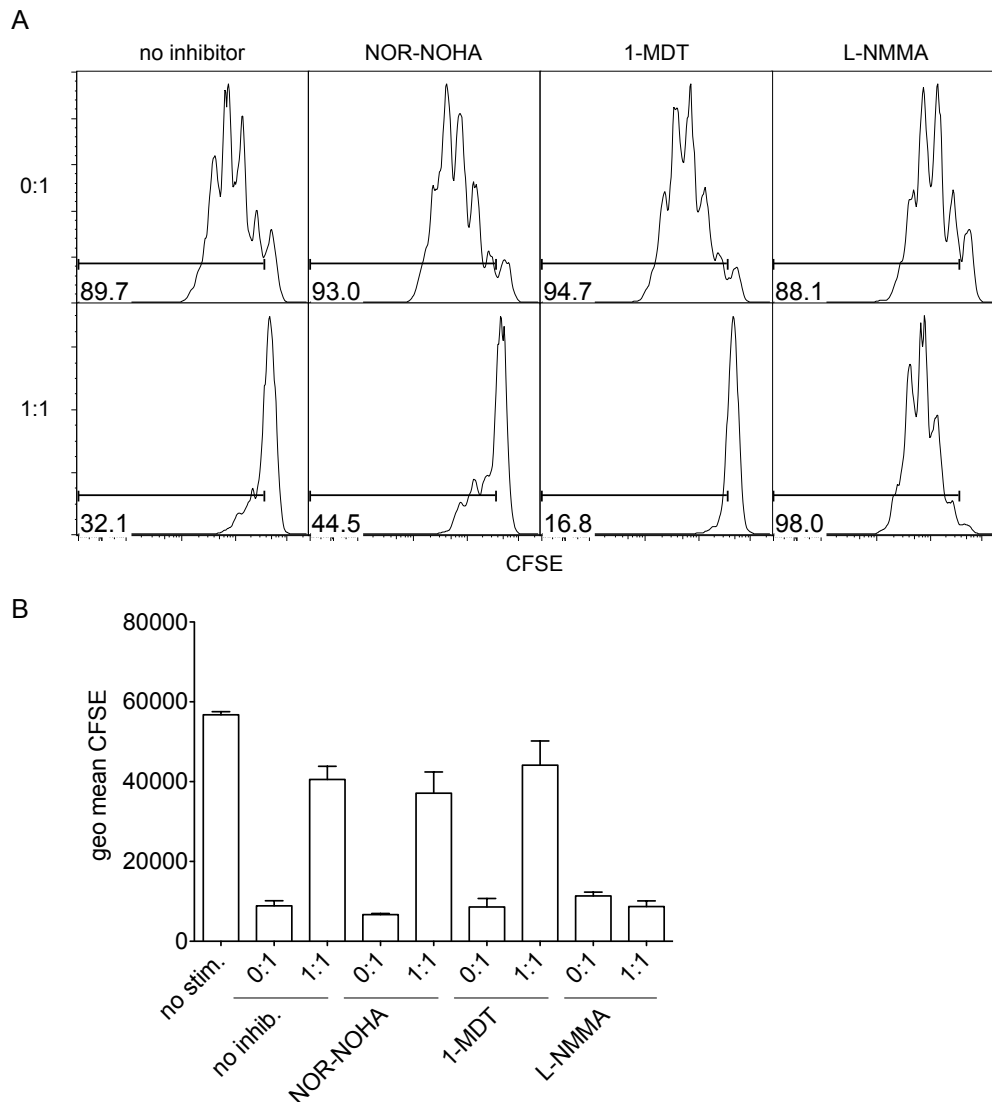 A
no inhibitor NOR-NOHA 1-MDT L-NMMA
0:1
89.7 93.0 94.7 88.1
1:1
32.1 44.5 16.8 98.0
CFSE
B
80000
60000
40000
20000
0
geo mean CFSE
no stim. 0:1 1:1 0:1 1:1 0:1 1:1 0:1 1:1
no inhib. NOR-NOHA 1-MDT L-NMMA